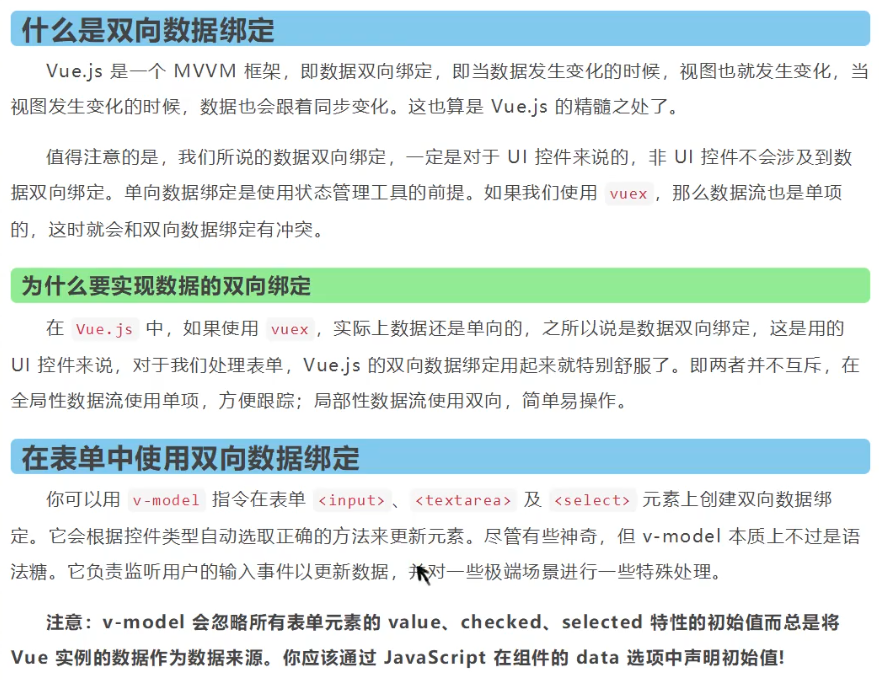 什么是双向数据绑定
Vue.js 是一个 MVVM 框架，即数据双向绑定，即当数据发生变化的时候，视图也就发生变化，当
视图发生变化的时候，数据也会跟着同步变化。这也算是 Vue.js 的精髓之处了。
值得注意的是，我们所说的数据双向绑定，一定是对于 UI 控件来说的，非 UI 控件不会涉及到数
据双向绑定。单向数据绑定是使用状态管理工具的前提。如果我们使用 vuex，那么数据流也是单项
的，这时就会和双向数据绑定有冲突。
为什么要实现数据的双向绑定
在 Vue.js 中，如果使用 vuex，实际上数据还是单向的，之所以说是数据双向绑定，这是用的
UI 控件来说，对于我们处理表单，Vue.js 的双向数据绑定用起来就特别舒服了。即两者并不互斥，在
全局性数据流使用单项，方便跟踪；局部性数据流使用双向，简单易操作。
在表单中使用双向数据绑定
你可以用 v-model 指令在表单 <input>、<textarea> 及 <select> 元素上创建双向数据绑
定。它会根据控件类型自动选取正确的方法来更新元素。尽管有些神奇，但 v-model 本质上不过是语
法糖。它负责监听用户的输入事件以更新数据，并对一些极端场景进行一些特殊处理。
注意：v-model 会忽略所有表单元素的 value、checked、selected 特性的初始值而总是将
Vue 实例的数据作为数据来源。你应该通过 JavaScript 在组件的 data 选项中声明初始值!